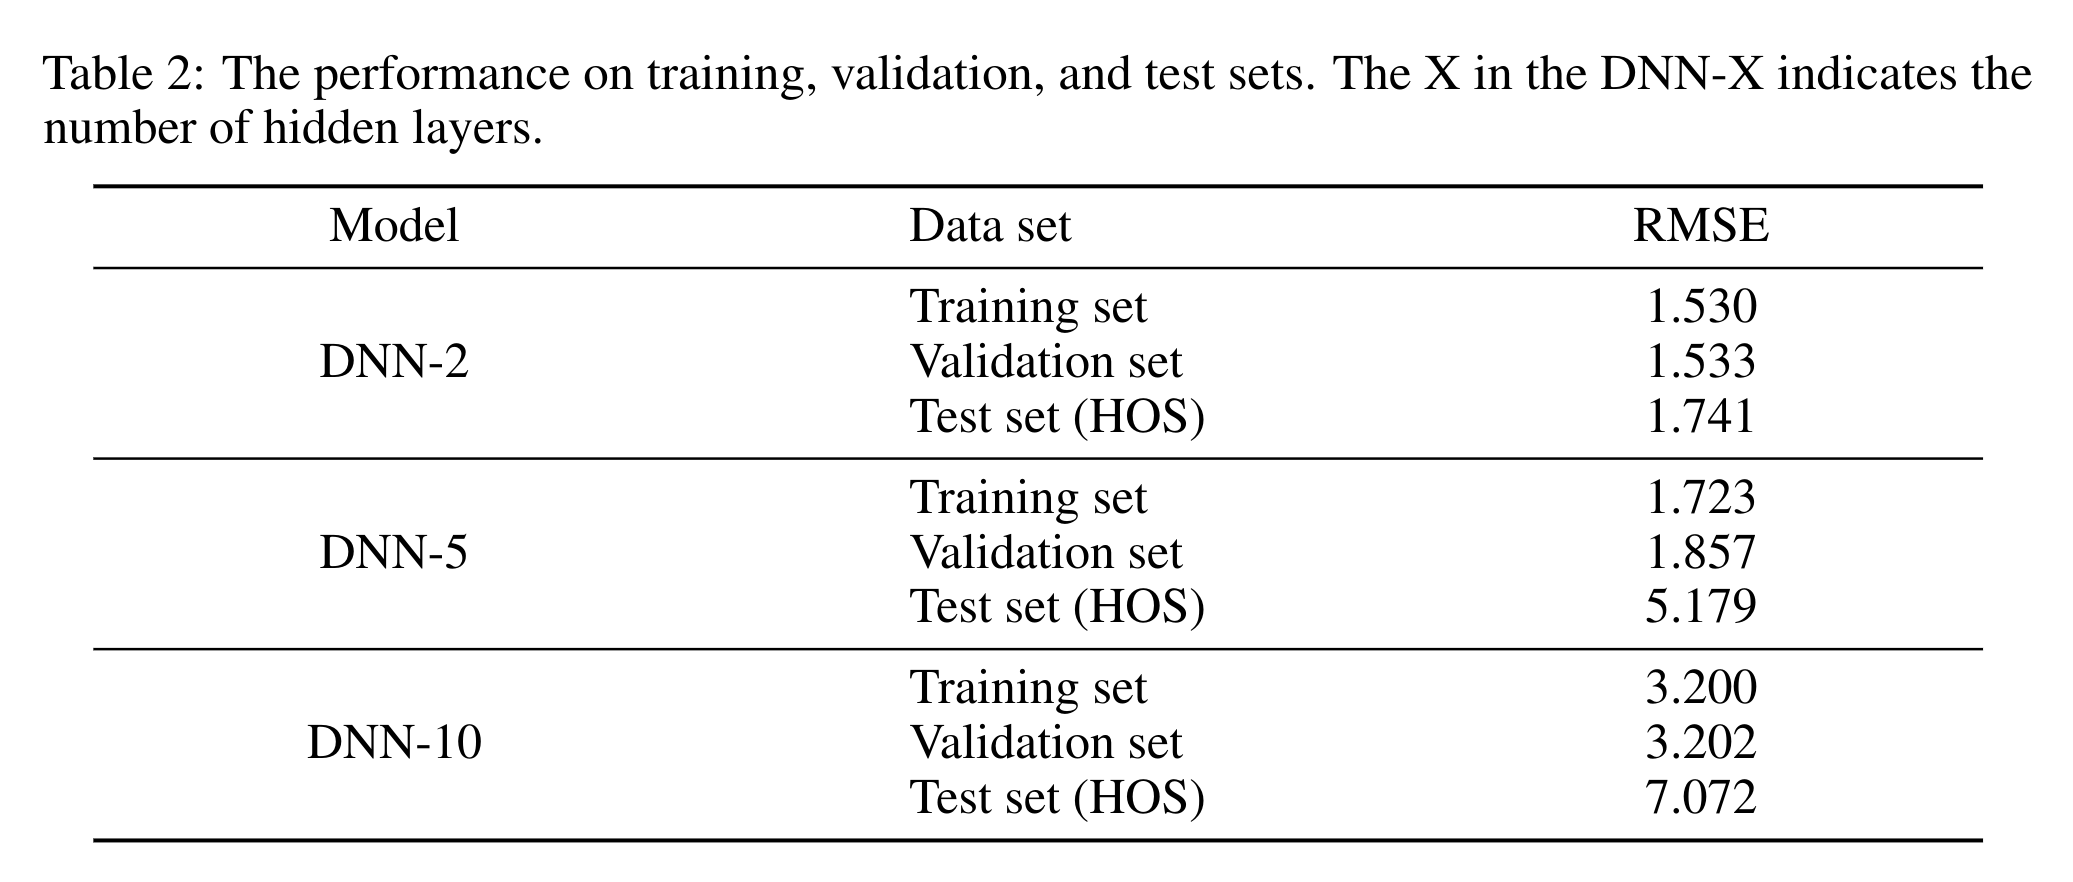 Table 2: The performance on training, validation, and test sets. The X in the DNN-X indicates the
number of hidden layers.
Model Data set RMSE
Training set 1.530
DNN-2 Validation set 1.533
Test set (HOS) 1.741
Training set 1.723
DNN-5 Validation set 1.857
Test set (HOS) 5.179
Training set 3.200
DNN-10 Validation set 3.202
Test set (HOS) 7.072